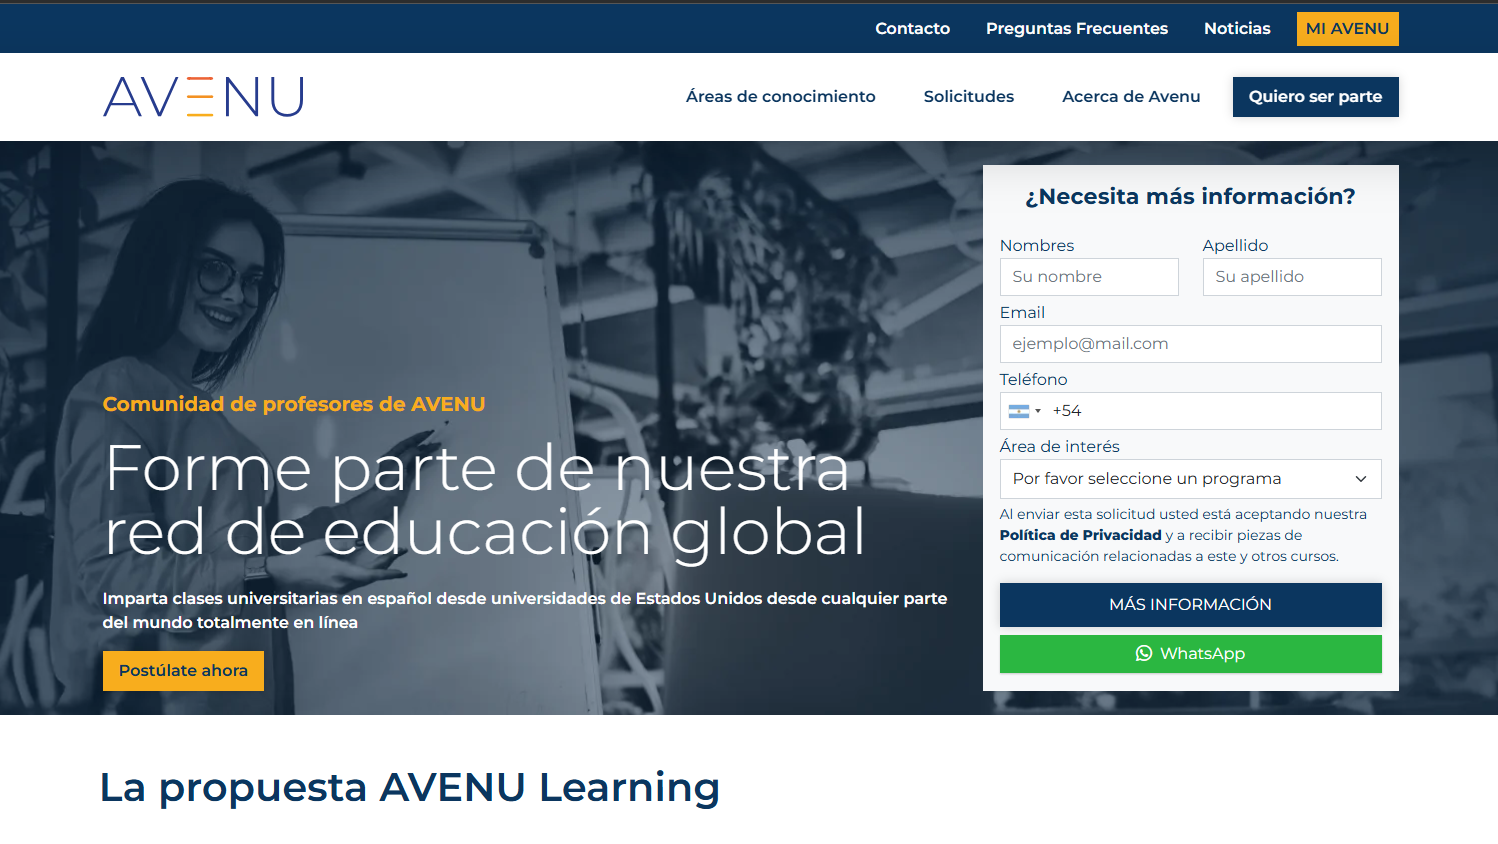 Contacto
Preguntas Frecuentes
Noticias
MI AVENU
AVENU
Áreas de conocimiento
Solicitudes
Acerca de Avenu
Quiero ser parte
Comunidad de profesores de AVENU
Forme parte de nuestra
red de educación global
Imparta clases universitarias en español desde universidades de Estados Unidos desde cualquier parte
del mundo totalmente en línea
Postúlate ahora
¿Necesita más información?
Nombres
Apellido
Su nombre
Su apellido
Email
ejemplo@mail.com
Teléfono
+54
Área de interés
Por favor seleccione un programa
Al enviar esta solicitud usted está aceptando nuestra
Política de Privacidad y a recibir piezas de
comunicación relacionadas a este y otros cursos.
MÁS INFORMACIÓN
WhatsApp
La propuesta AVENU Learning